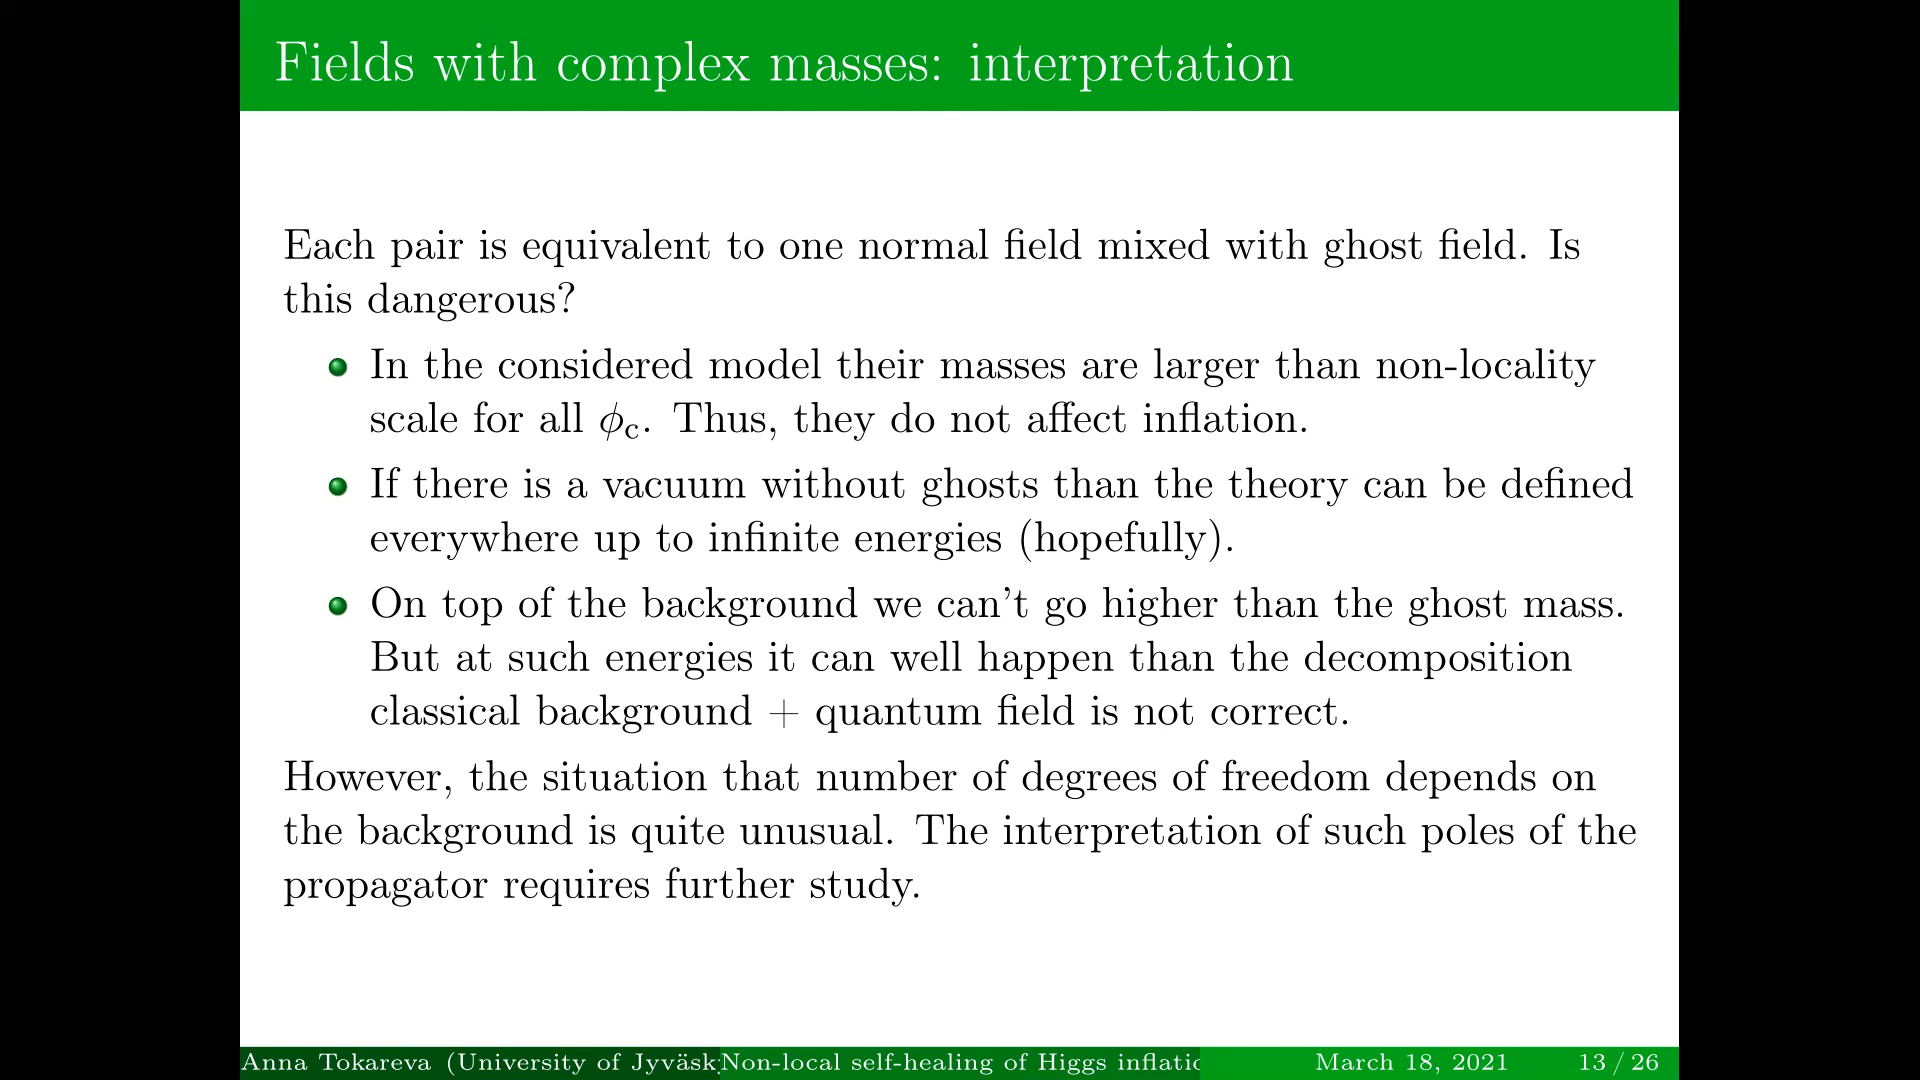 Fields with complex masses: interpretation
Each pair is equivalent to one normal field mixed with ghost field. Is
this dangerous?
In the considered model their masses are larger than non-locality
scale for all ϕc. Thus, they do not affect inflation.
If there is a vacuum without ghosts than the theory can be defined
everywhere up to infinite energies (hopefully).
On top of the background we can't go higher than the ghost mass.
But at such energies it can well happen than the decomposition
classical background + quantum field is not correct.
However, the situation that number of degrees of freedom depends on
the background is quite unusual. The interpretation of such poles of the
propagator requires further study.
Anna Tokareva (University of Jyväsky Non-local self-healing of Higgs inflatio March 18, 2021 13 / 26